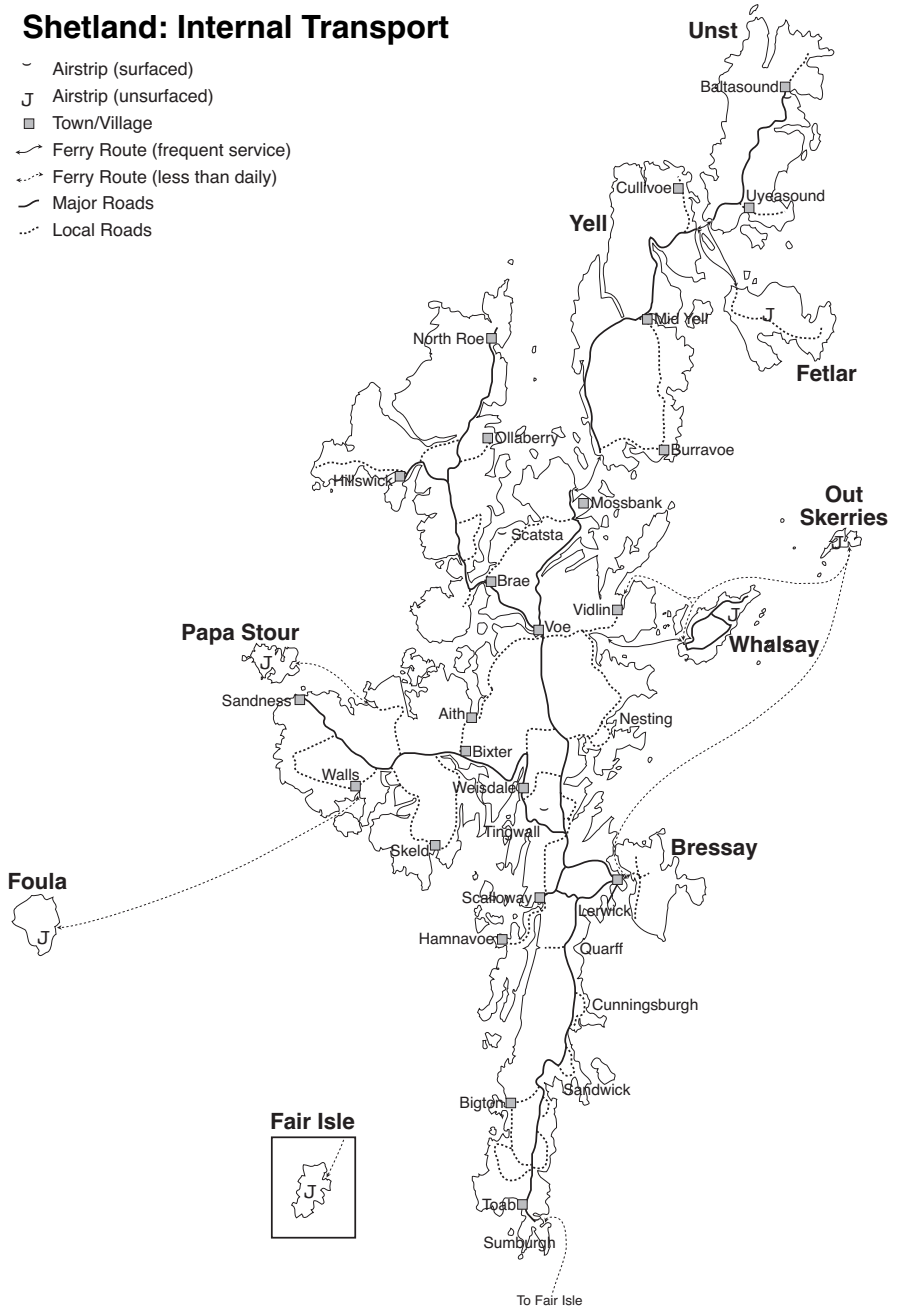 Shetland: Internal Transport
Airstrip (surfaced)
J Airstrip (unsurfaced)
Town/Village
Ferry Route (frequent service)
Ferry Route (less than daily)
Major Roads
Local Roads
Unst
Baltasound
Cullivoe
Uyeasound
Yell
J
Mid Yell
North Roe
Fetlar
Ollaberry
Burravoe
Hillswick
Mossbank
Out
Skerries
Scatsta
J
Brae
Vidlin
J
Voe
Papa Stour
Whalsay
J
Sandness
Aith
Nesting
Bixter
Walls
Weisdale
Tingwall
Skeld
Bressay
Foula
Scalloway
Lerwick
J
Hamnavoe
Quarff
Cunningsburgh
Sandwick
Bigton
Fair Isle
J
Toab
Sumburgh
To Fair Isle